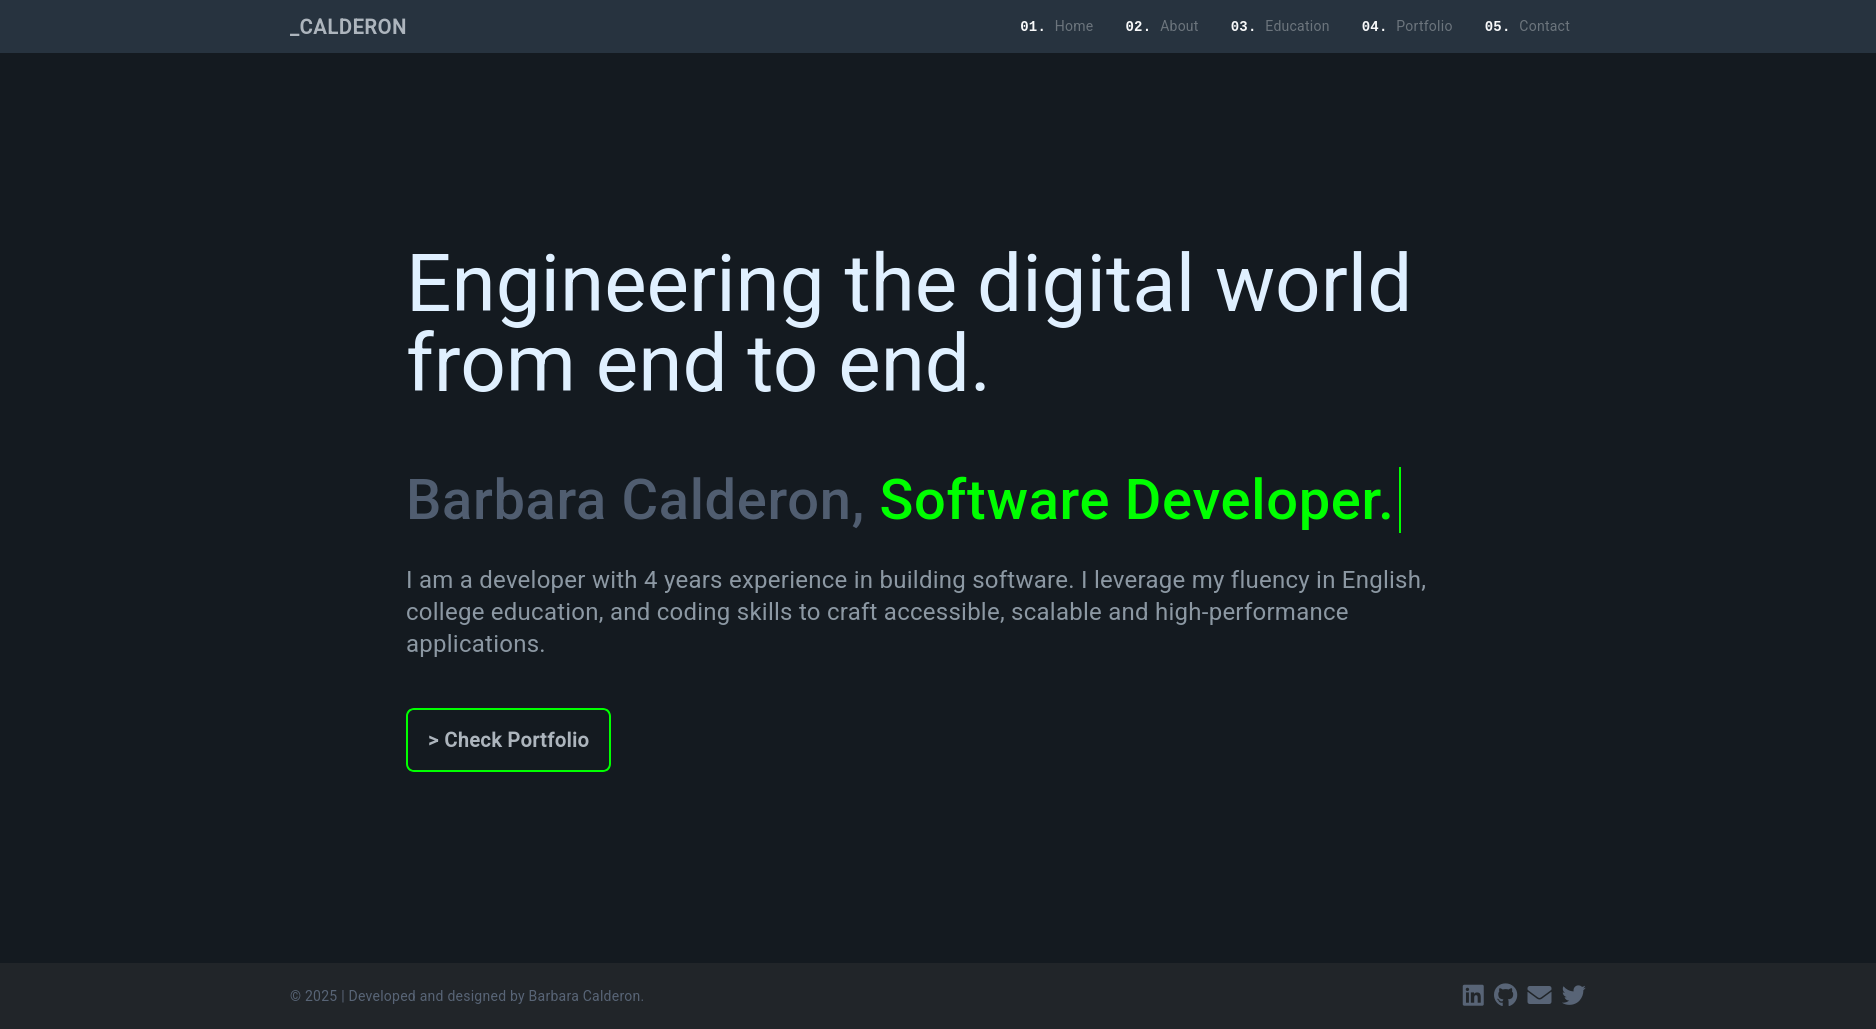 _CALDERON
01. Home 02. About 03. Education 04. Portfolio 05. Contact
Engineering the digital world
from end to end.
Barbara Calderon, Software Developer.
I am a developer with 4 years experience in building software. I leverage my fluency in English,
college education, and coding skills to craft accessible, scalable and high-performance
applications.
> Check Portfolio
© 2025 | Developed and designed by Barbara Calderon.